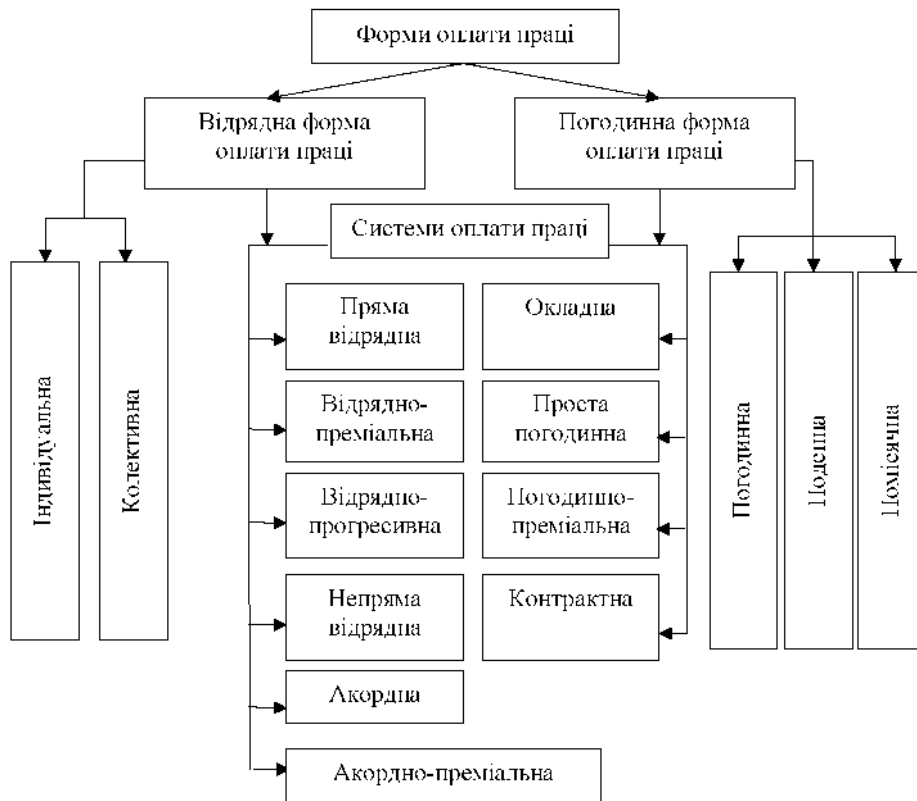 Форми оплати праці
Відрядна форма
оплати праці
Погодинна форма
оплати праці
Системи оплати праці
Індивідуальна
Колективна
Пряма
відрядна
Відрядно-
преміальна
Відрядно-
прогресивна
Непряма
відрядна
Акордна
Акордно-преміальна
Окладна
Проста
погодинна
Погодинно-
преміальна
Контрактна
Погодинна
Поденна
Помісячна